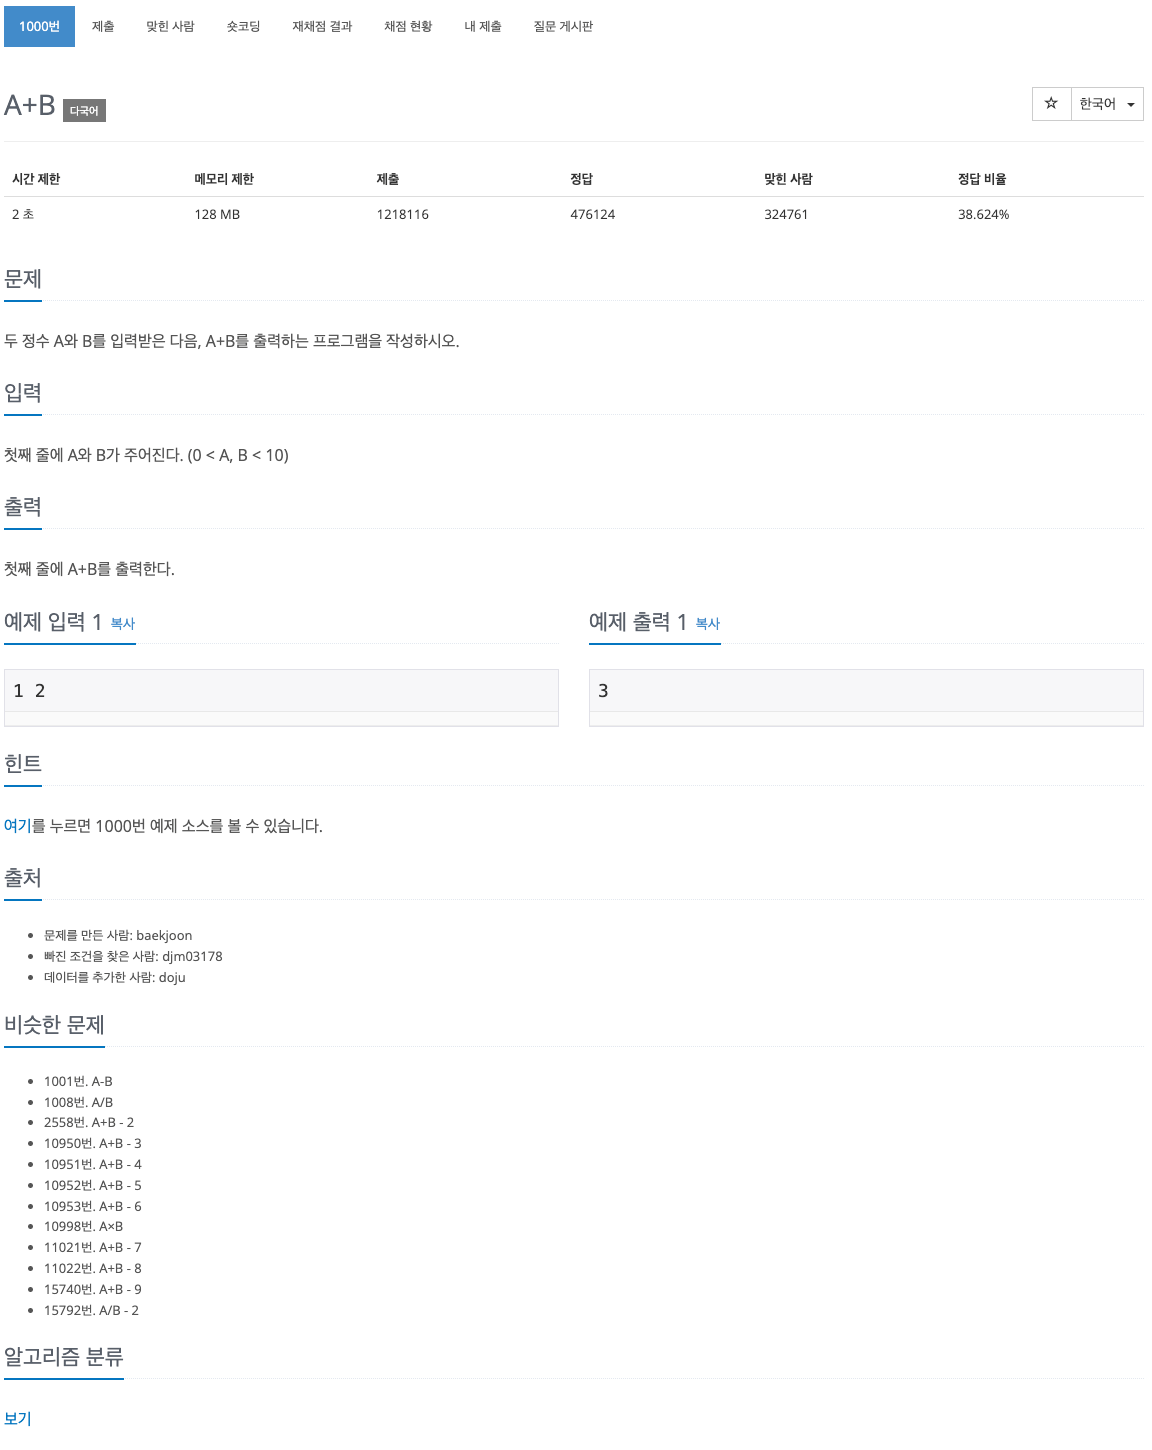 1000번 제출 맞힌 사람 숏코딩 재채점 결과 채점 현황 내 제출 질문 게시판
A+B 다국어 ☆ 한국어
시간 제한 메모리 제한 제출 정답 맞힌 사람 정답 비율
2 초 128 MB 1218116 476124 324761 38.624%
문제
두 정수 A와 B를 입력받은 다음, A+B를 출력하는 프로그램을 작성하시오.
입력
첫째 줄에 A와 B가 주어진다. (0 < A, B < 10)
출력
첫째 줄에 A+B를 출력한다.
예제 입력 1 복사 예제 출력 1 복사
1 2 3
힌트
여기를 누르면 1000번 예제 소스를 볼 수 있습니다.
출처
• 문제를 만든 사람: baekjoon
• 빠진 조건을 찾은 사람: djm03178
• 데이터를 추가한 사람: doju
비슷한 문제
• 1001번. A-B
• 1008번. A/B
• 2558번. A+B - 2
• 10950번. A+B - 3
• 10951번. A+B - 4
• 10952번. A+B - 5
• 10953번. A+B - 6
• 10998번. A×B
• 11021번. A+B - 7
• 11022번. A+B - 8
• 15740번. A+B - 9
• 15792번. A/B - 2
알고리즘 분류
보기